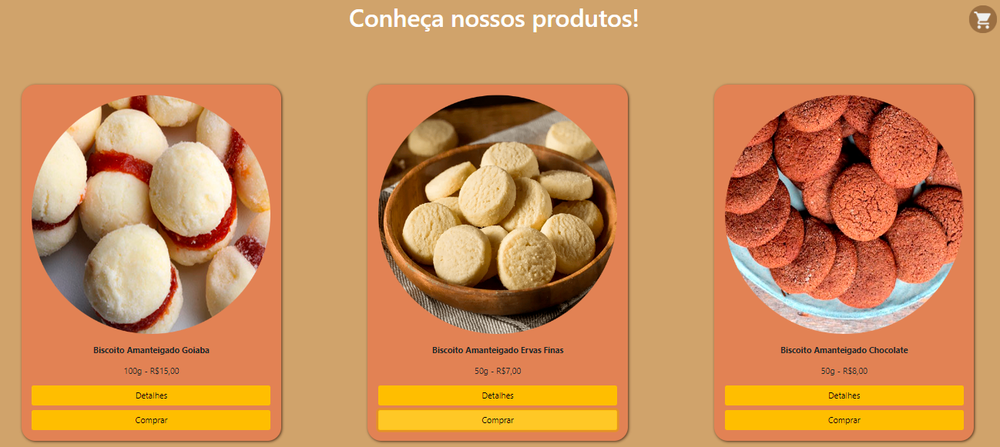 Conheça nossos produtos!
Biscoito Amanteigado Goiaba
100g - R$15,00
Detalhes
Comprar
Biscoito Amanteigado Ervas Finas
50g - R$7,00
Detalhes
Comprar
Biscoito Amanteigado Chocolate
50g - R$8,00
Detalhes
Comprar